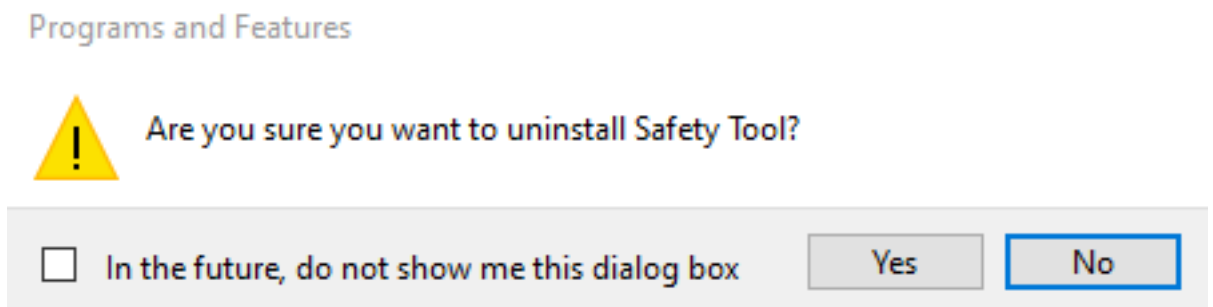 Programs and Features
Are you sure you want to uninstall Safety Tool?
In the future, do not show me this dialog box
Yes
No